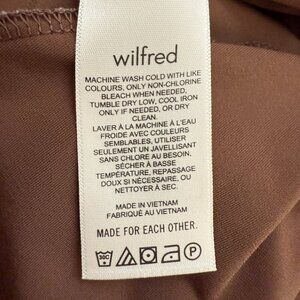 wilfred
MACHINE WASH COLD WITH LIKE
COLOURS, ONLY NON-CHLORINE
BLEACH WHEN NEEDED,
TUMBLE DRY LOW, COOL IRON
ONLY IF NEEDED, OR DRY
CLEAN.
LAVER À LA MACHINE À L'EAU
FROIDE AVEC COULEURS
SEMBLABLES, UTILISER
SEULEMENT UN JAVELLISANT
SANS CHLORE AU BESOIN,
SÉCHER À BASSE
TEMPÉRATURE, REPASSAGE
DOUX SI NÉCESSAIRE, OU
NETTOYER À SEC.
MADE IN VIETNAM
FABRIQUÉ AU VIETNAM
MADE FOR EACH OTHER.
30C
P